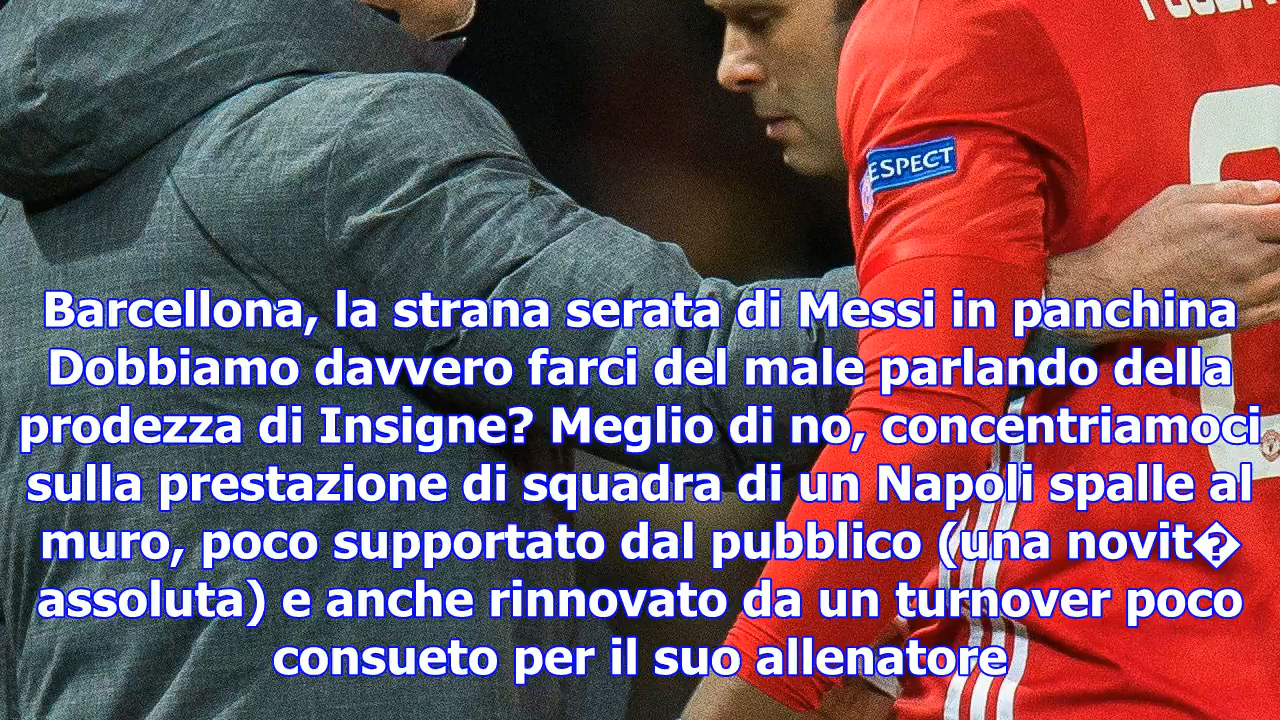 ESPECT
Barcellona, la strana serata di Messi in panchina
Dobbiamo davvero farci del male parlando della
prodezza di Insigne? Meglio di no, concentriamoci
sulla prestazione di squadra di un Napoli spalle al
muro, poco supportato dal pubblico (una novit�
assoluta) e anche rinnovato da un turnover poco
consueto per il suo allenatore